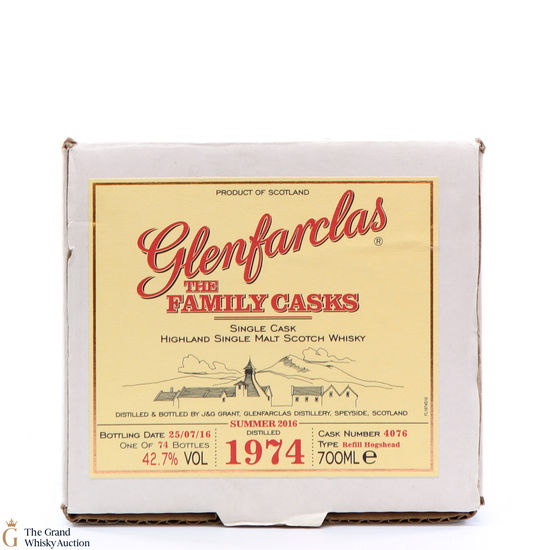 PRODUCT OF SCOTLAND
Glenfarclas ®
THE
FAMILY CASKS
SINGLE CASK
HIGHLAND SINGLE MALT SCOTCH WHISKY
DISTILLED & BOTTLED BY J&G GRANT, GLENFARCLAS DISTILLERY, SPEYSIDE, SCOTLAND
SUMMER 2016
BOTTLING DATE 25/07/16
ONE OF 74 BOTTLES
42.7% VOL
DISTILLED
1974
CASK NUMBER 4076
TYPE Refill Hogshead
700ML e
G
The Grand
Whisky Auction